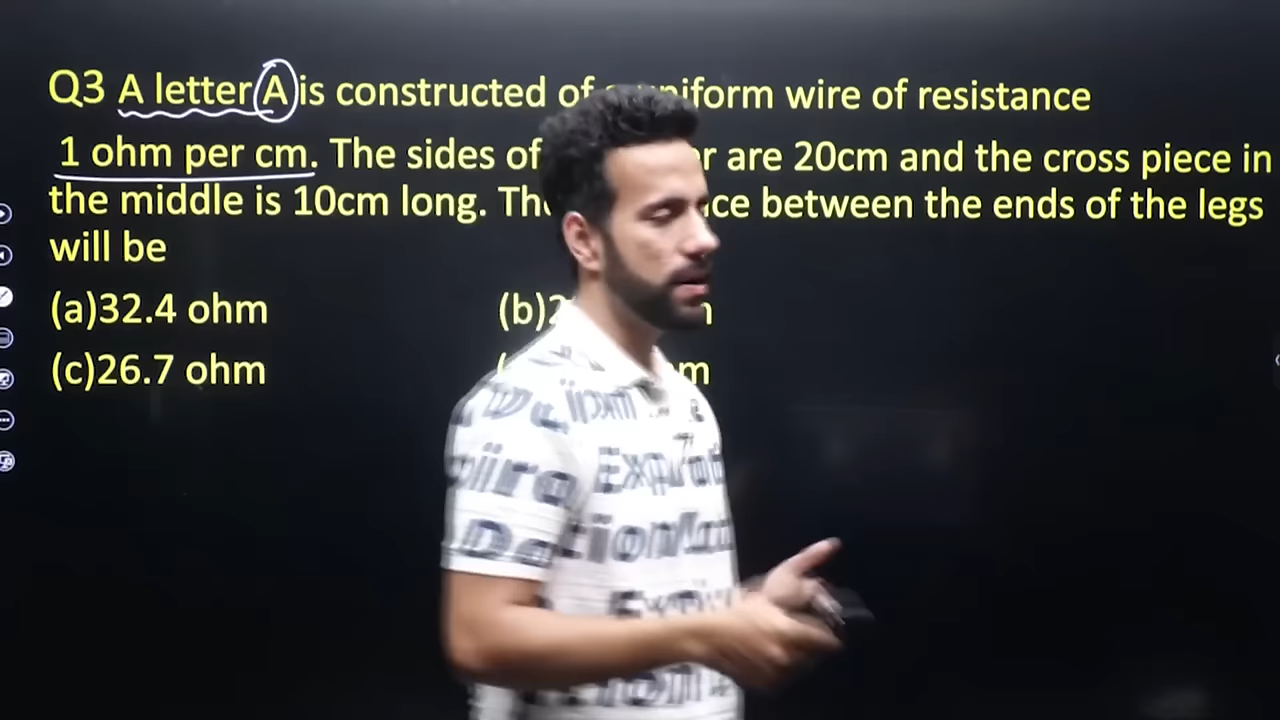 Q3 A letter A is constructed of uniform wire of resistance
1 ohm per cm. The sides of are 20cm and the cross piece in
the middle is 10cm long. The between the ends of the legs
will be
(a)32.4 ohm (b)
(c)26.7 ohm